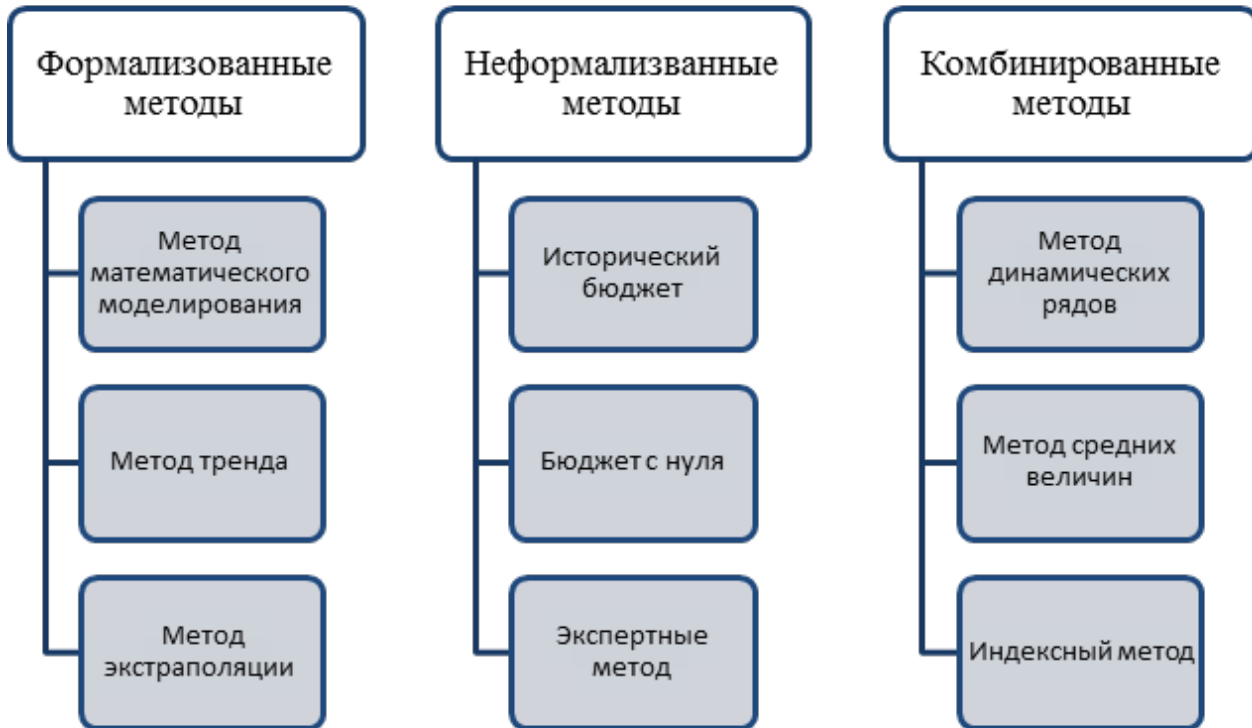 Формализованные
методы
Метод
математического
моделирования
Метод тренда
Метод
экстраполяции
Неформализванные
методы
Исторический
бюджет
Бюджет с нуля
Экспертные
метод
Комбинированные
методы
Метод
динамических
рядов
Метод средних
величин
Индексный метод